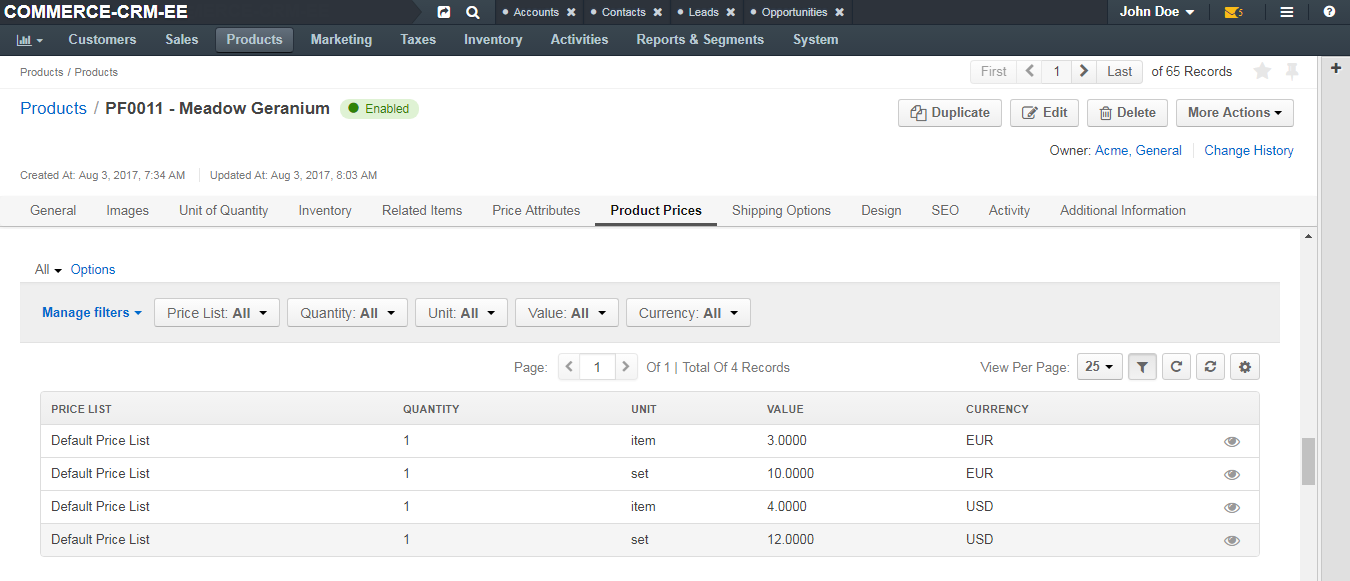 COMMERCE-CRM-EE Accounts Contacts Leads Opportunities John Doe 5
Customers Sales Products Marketing Taxes Inventory Activities Reports & Segments System
Products / Products First 1 Last of 65 Records
Products / PF0011 - Meadow Geranium Enabled Duplicate Edit Delete More Actions
Owner: Acme, General Change History
Created At: Aug 3, 2017, 7:34 AM Updated At: Aug 3, 2017, 8:03 AM
General Images Unit of Quantity Inventory Related Items Price Attributes Product Prices Shipping Options Design SEO Activity Additional Information
All Options
Manage filters Price List: All Quantity: All Unit: All Value: All Currency: All
Page: 1 Of 1 | Total Of 4 Records View Per Page: 25
PRICE LIST QUANTITY UNIT VALUE CURRENCY
Default Price List 1 item 3.0000 EUR
Default Price List 1 set 10.0000 EUR
Default Price List 1 item 4.0000 USD
Default Price List 1 set 12.0000 USD